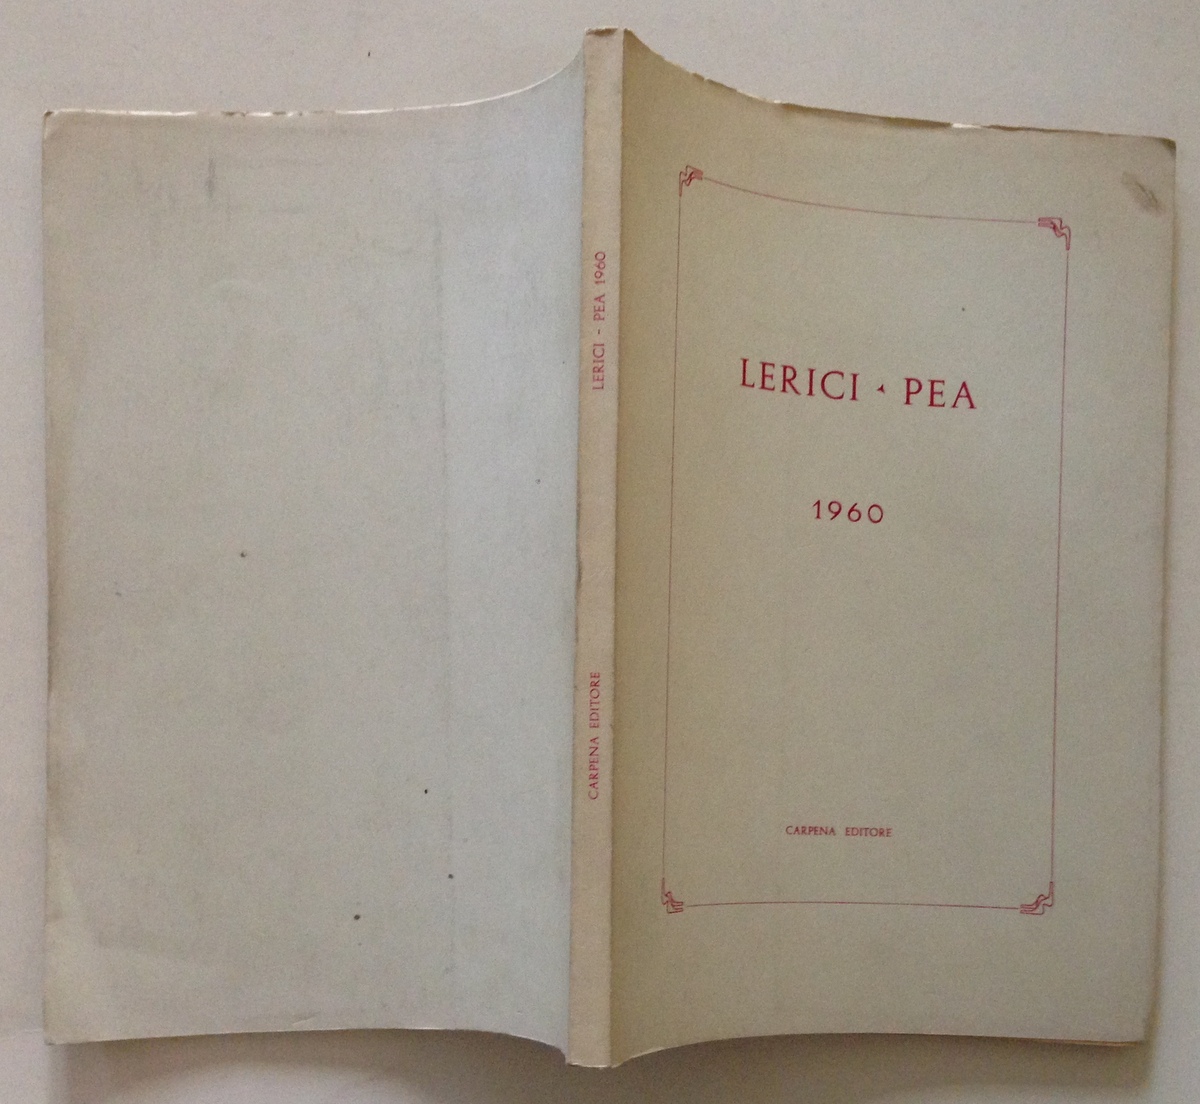 LERICI - PEA
1960
CARPENA EDITORE
LERICI - PEA 1960
CARPENA EDITORE